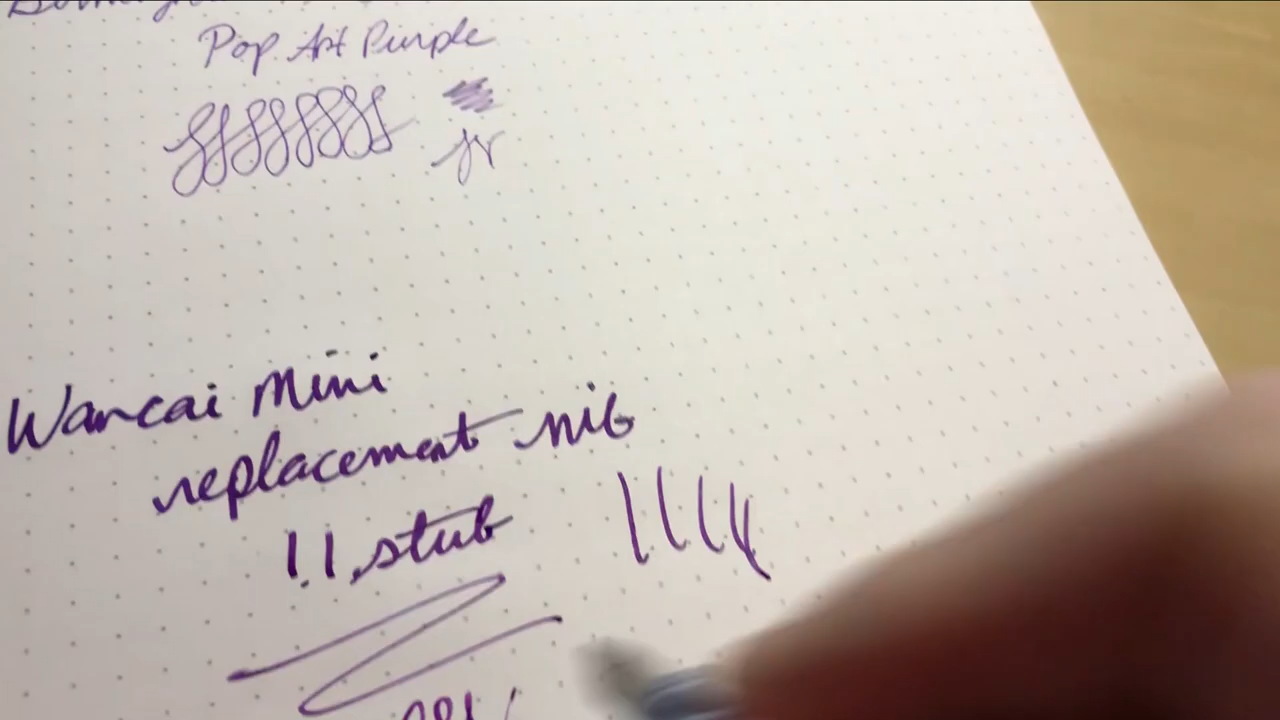 Pop Art Purple
Wancai Mini
replacement nib
1.1 stub